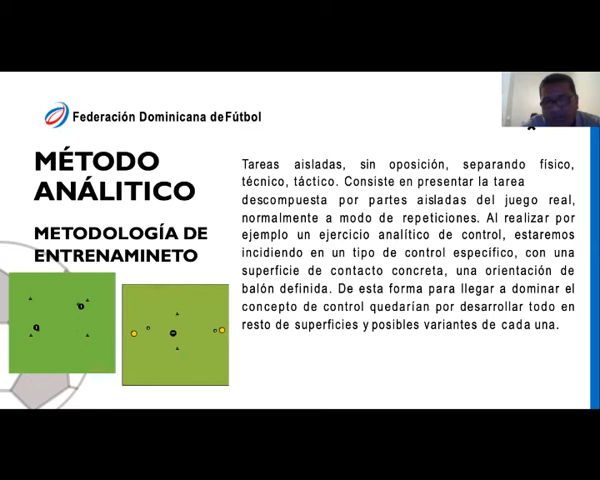 Federación Dominicana deFútbol
MÉTODO
ANÁLITICO
METODOLOGÍA DE
ENTRENAMINETO
Tareas aisladas, sin oposición, separando físico,
técnico, táctico. Consiste en presentar la tarea
descompuesta por partes aisladas del juego real,
normalmente a modo de repeticiones. Al realizar por
ejemplo un ejercicio analítico de control, estaremos
incidiendo en un tipo de control específico, con una
superficie de contacto concreta, una orientación de
balón definida. De esta forma para llegar a dominar el
concepto de control quedarían por desarrollar todo en
resto de superficies y posibles variantes de cada una.